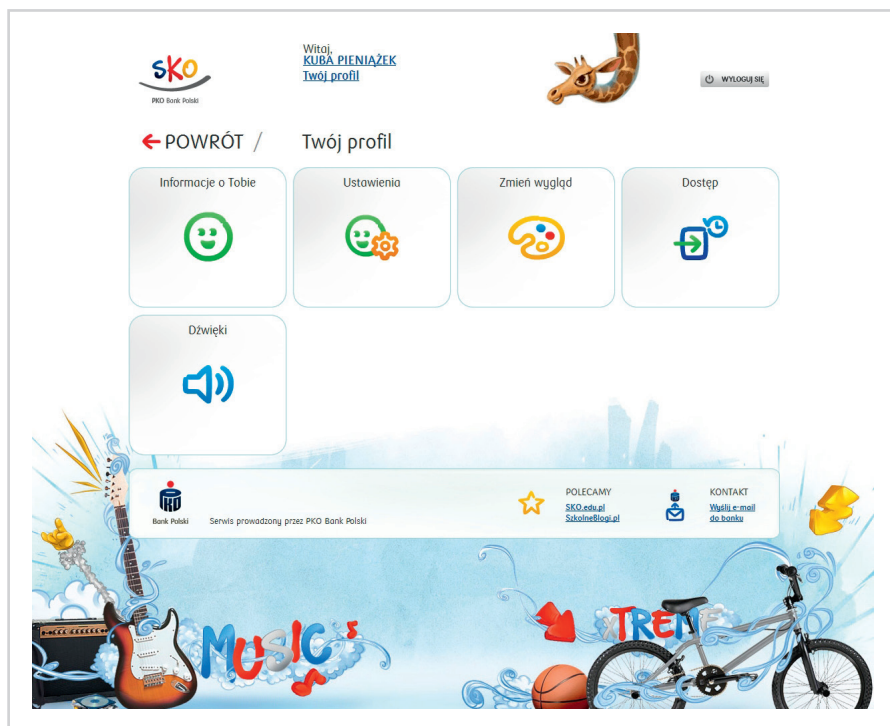 SKO
PKO Bank Polski
Witaj,
KUBA PIENIĄŻEK
Twój profil
WYLOGUJ SIĘ
POWRÓT /
Twój profil
Informacje o Tobie
Ustawienia
Zmień wygląd
Dostęp
Dźwięki
Bank Polski
Serwis prowadzony przez PKO Bank Polski
POLECAMY
SKO.edu.pl
SzkolneBlogi.pl
KONTAKT
Wyślij e-mail
do banku
MUSIC
XTREME